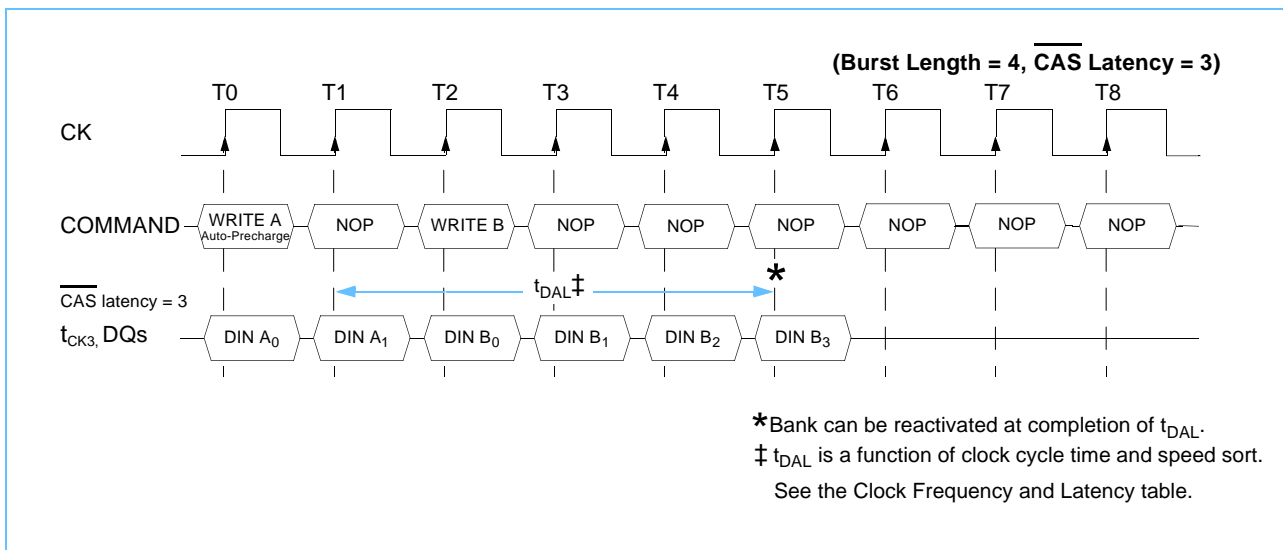 (Burst Length = 4, CAS Latency = 3)
T0 T1 T2 T3 T4 T5 T6 T7 T8
CK
COMMAND WRITE A NOP WRITE B NOP NOP NOP NOP NOP NOP
Auto-Precharge
*
tDAL‡
CAS latency = 3
tCK3, DQs DIN A0 DIN A1 DIN B0 DIN B1 DIN B2 DIN B3
*Bank can be reactivated at completion of tDAL.
‡ tDAL is a function of clock cycle time and speed sort.
See the Clock Frequency and Latency table.